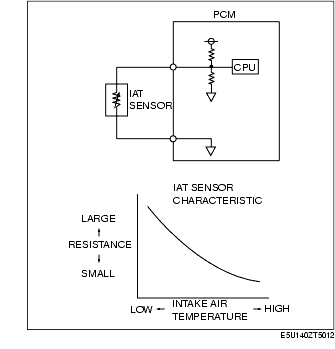 PCM
CPU
IAT
SENSOR
IAT SENSOR
CHARACTERISTIC
LARGE
RESISTANCE
SMALL
LOW INTAKE AIR HIGH
TEMPERATURE
E5U140ZT5012